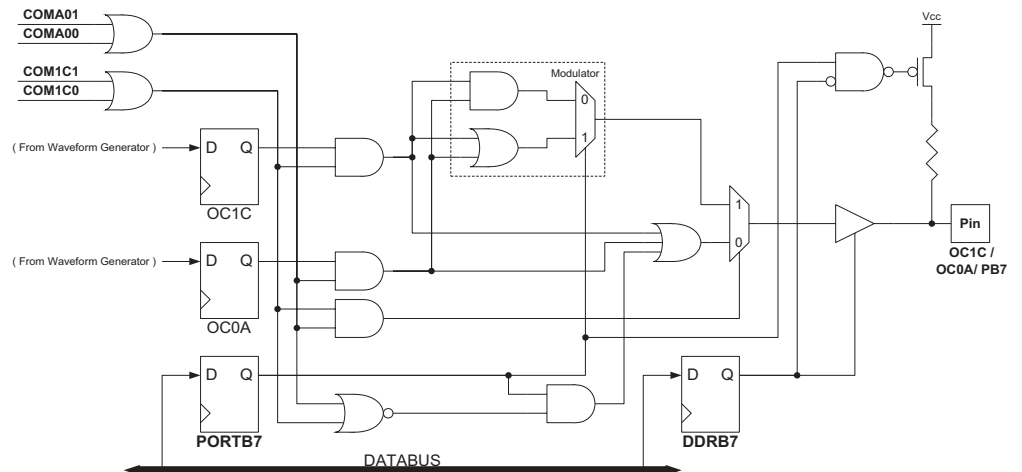 COMA01
COMA00
COM1C1
COM1C0
Vcc
Modulator
0
1
( From Waveform Generator )
D Q
OC1C
1
0
Pin
OC1C /
OC0A/ PB7
( From Waveform Generator )
D Q
OC0A
D Q
PORTB7
D Q
DDRB7
DATABUS